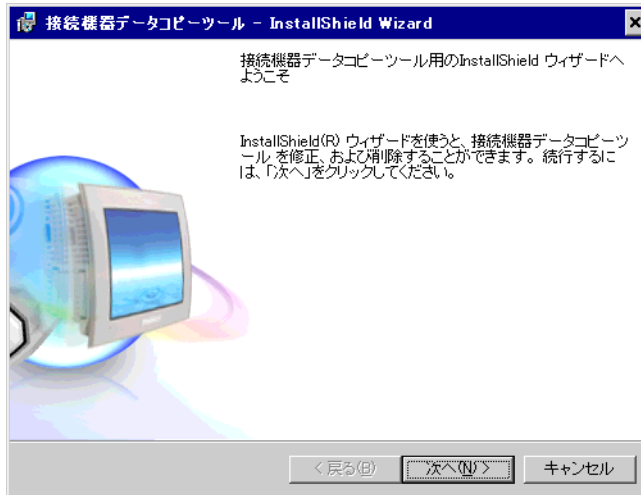 接続機器データコピーツール - InstallShield Wizard
接続機器データコピーツール用のInstallShield ウィザードへ
ようこそ
InstallShield(R) ウィザードを使うと、接続機器データコピーツ
ール を修正、および削除することができます。続行するに
は、「次へ」をクリックしてください。
< 戻る(B)
次へ(N) >
キャンセル